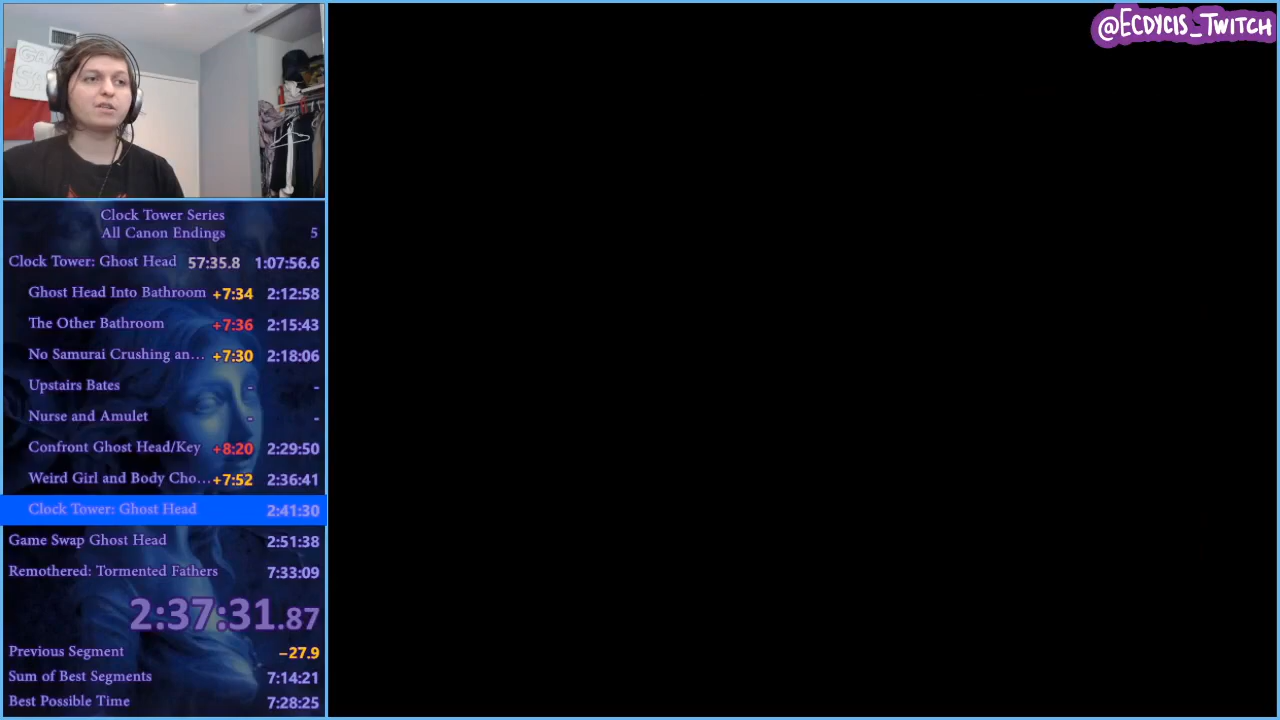 @ECDYCIS_TWITCH
Clock Tower Series
All Canon Endings 5
Clock Tower: Ghost Head 57:35.8 1:07:56.6
Ghost Head Into Bathroom +7:34 2:12:58
The Other Bathroom +7:36 2:15:43
No Samurai Crushing an... +7:30 2:18:06
Upstairs Bates - -
Nurse and Amulet - -
Confront Ghost Head/Key +8:20 2:29:50
Weird Girl and Body Cho... +7:52 2:36:41
Clock Tower: Ghost Head 2:41:30
Game Swap Ghost Head 2:51:38
Remothered: Tormented Fathers 7:33:09
2:37:31.87
Previous Segment −27.9
Sum of Best Segments 7:14:21
Best Possible Time 7:28:25